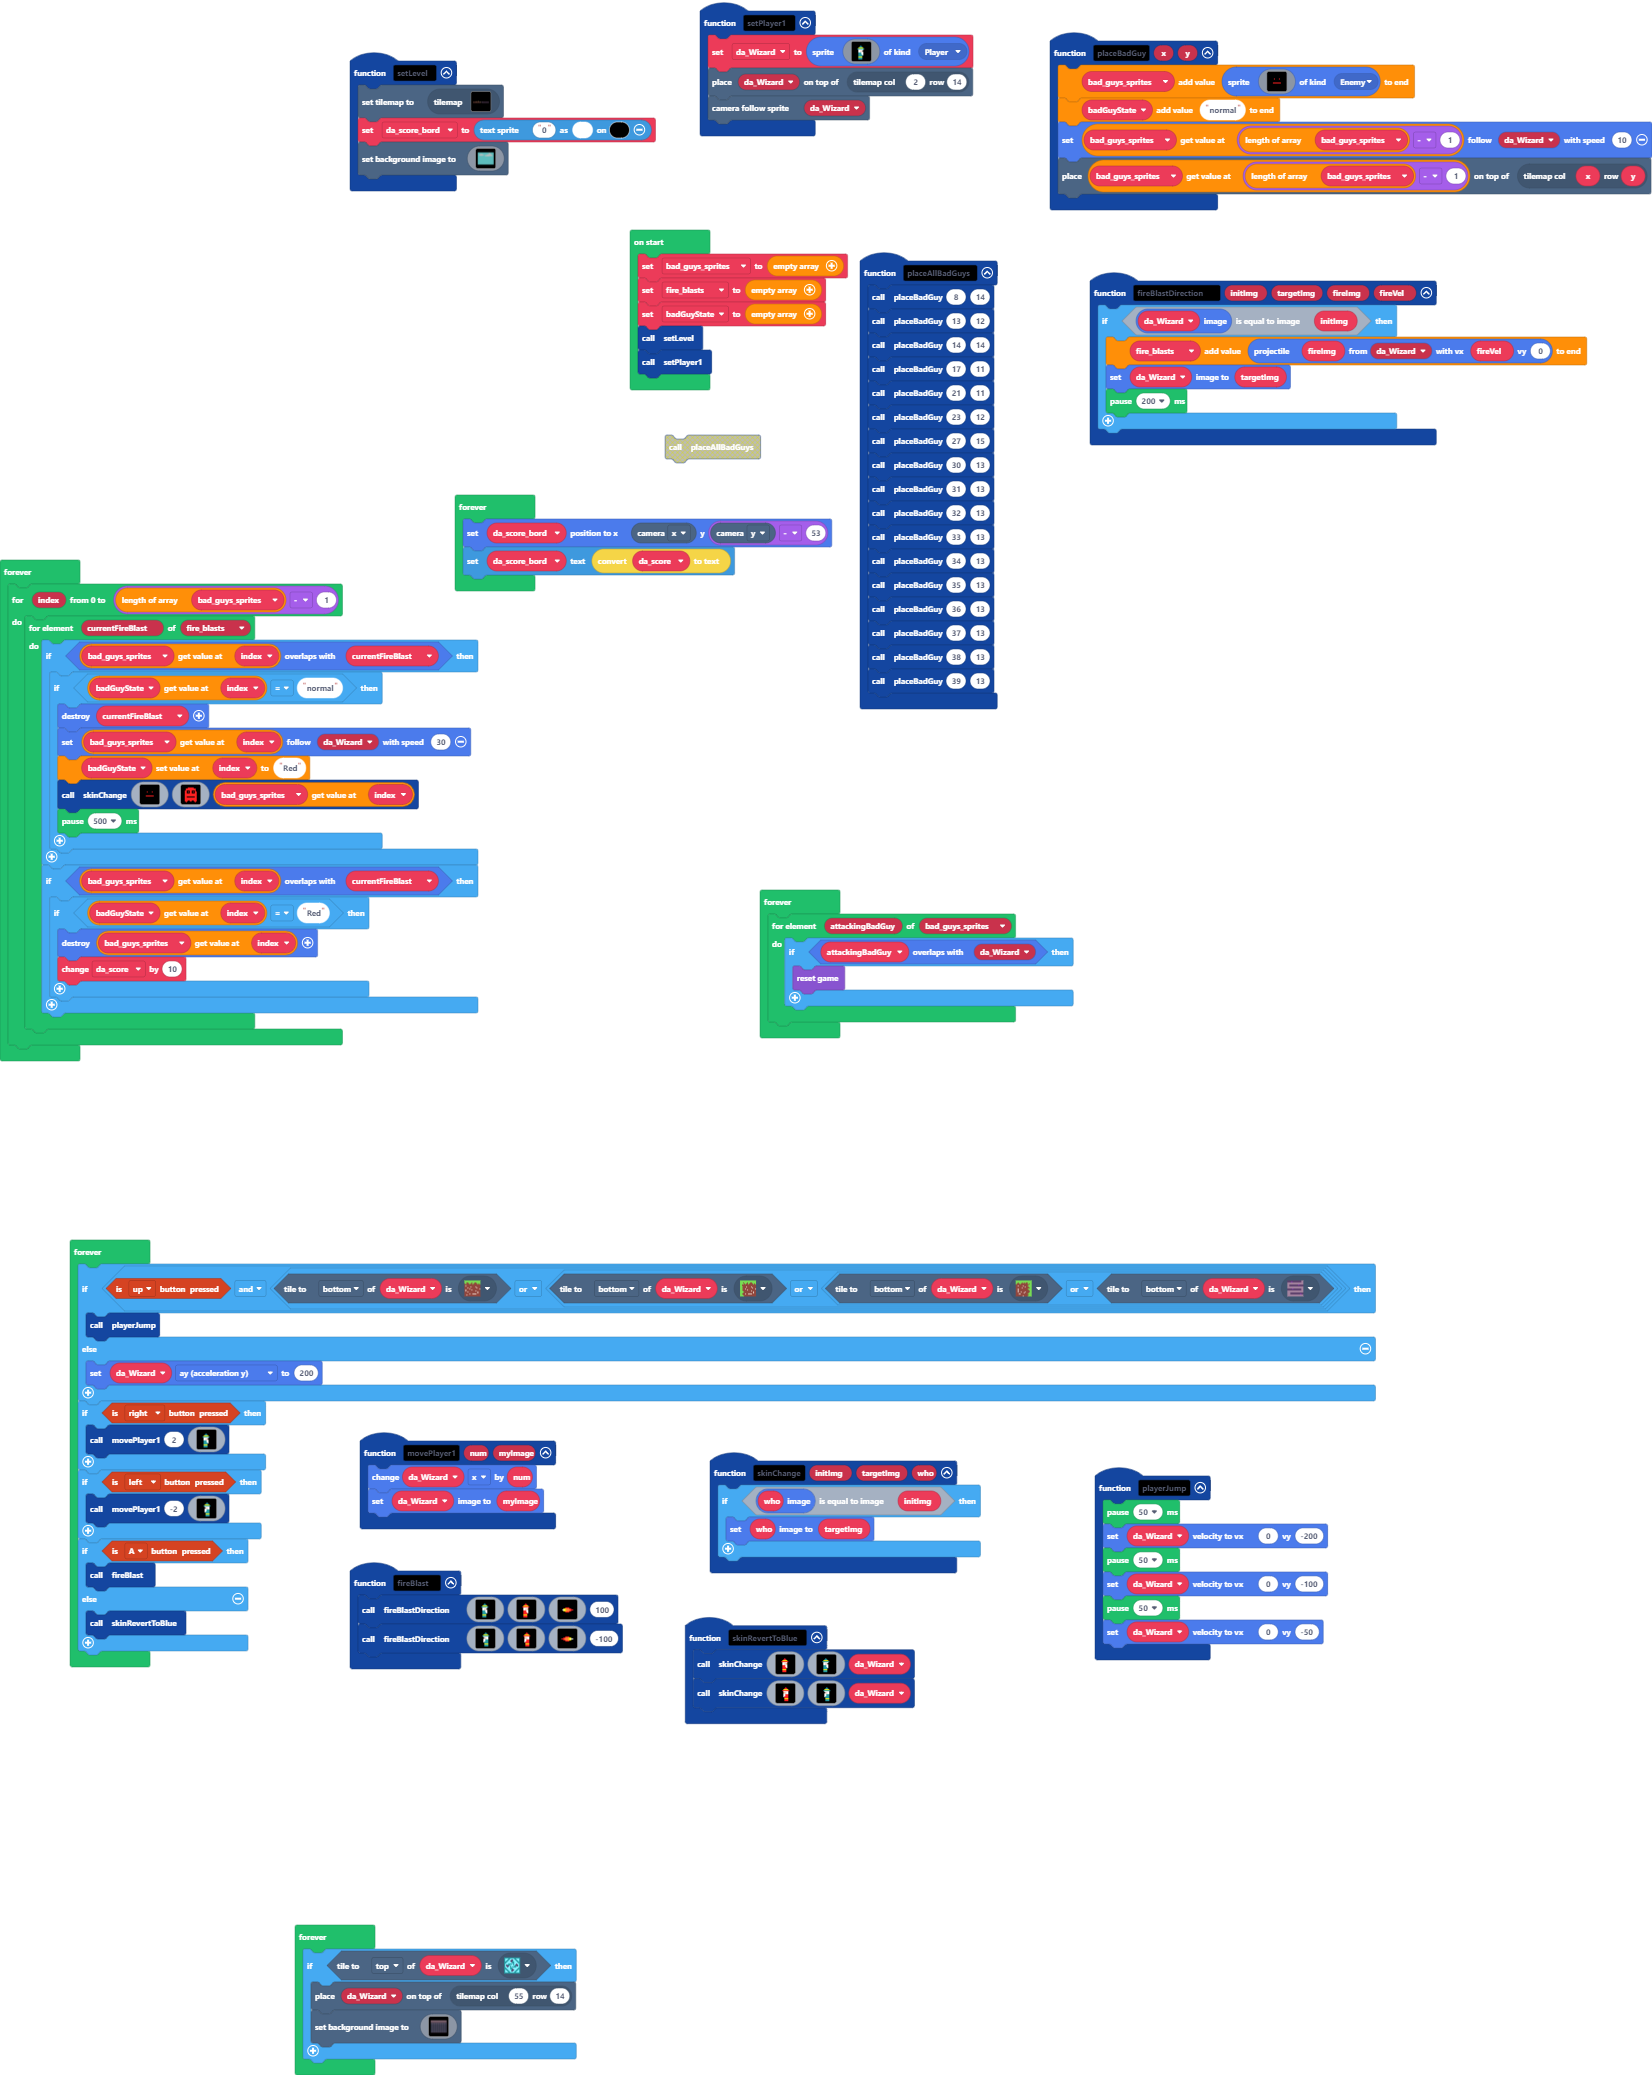 function setPlayer1
set da_Wizard to sprite of kind Player
place da_Wizard on top of tilemap col 2 row 14
camera follow sprite da_Wizard
function setLevel
set tilemap to tilemap
set da_score_bord to text sprite "0" as on
set background image to
function placeBadGuy x y
bad_guys_sprites add value sprite of kind Enemy to end
badGuyState add value "normal" to end
set bad_guys_sprites get value at length of array bad_guys_sprites - 1 follow da_Wizard with speed 10
place bad_guys_sprites get value at length of array bad_guys_sprites - 1 on top of tilemap col x row y
on start
set bad_guys_sprites to empty array
set fire_blasts to empty array
set badGuyState to empty array
call setLevel
call setPlayer1
call placeAllBadGuys
function placeAllBadGuys
call placeBadGuy 8 14
call placeBadGuy 13 12
call placeBadGuy 14 14
call placeBadGuy 17 11
call placeBadGuy 21 11
call placeBadGuy 23 12
call placeBadGuy 27 15
call placeBadGuy 30 13
call placeBadGuy 31 13
call placeBadGuy 32 13
call placeBadGuy 33 13
call placeBadGuy 34 13
call placeBadGuy 35 13
call placeBadGuy 36 13
call placeBadGuy 37 13
call placeBadGuy 38 13
call placeBadGuy 39 13
function fireBlastDirection initImg targetImg fireImg fireVel
if da_Wizard image is equal to image initImg then
fire_blasts add value projectile fireImg from da_Wizard with vx fireVel vy 0 to end
set da_Wizard image to targetImg
pause 200 ms
forever
set da_score_bord position to x camera x y camera y - 53
set da_score_bord text convert da_score to text
forever
for index from 0 to length of array bad_guys_sprites - 1
do for element currentFireBlast of fire_blasts
do if bad_guys_sprites get value at index overlaps with currentFireBlast then
if badGuyState get value at index = "normal" then
destroy currentFireBlast
set bad_guys_sprites get value at index follow da_Wizard with speed 30
badGuyState set value at index to "Red"
call skinChange bad_guys_sprites get value at index
pause 500 ms
if bad_guys_sprites get value at index overlaps with currentFireBlast then
if badGuyState get value at index = "Red" then
destroy bad_guys_sprites get value at index
change da_score by 10
forever
for element attackingBadGuy of bad_guys_sprites
do if attackingBadGuy overlaps with da_Wizard then
reset game
forever
if is up button pressed and tile to bottom of da_Wizard is or tile to bottom of da_Wizard is or tile to bottom of da_Wizard is or tile to bottom of da_Wizard is then
call playerJump
else
set da_Wizard ay (acceleration y) to 200
if is right button pressed then
call movePlayer1 2
if is left button pressed then
call movePlayer1 -2
if is A button pressed then
call fireBlast
else
call skinRevertToBlue
function movePlayer1 num myImage
change da_Wizard x by num
set da_Wizard image to myImage
function fireBlast
call fireBlastDirection 100
call fireBlastDirection -100
function skinChange initImg targetImg who
if who image is equal to image initImg then
set who image to targetImg
function skinRevertToBlue
call skinChange da_Wizard
call skinChange da_Wizard
function playerJump
pause 50 ms
set da_Wizard velocity to vx 0 vy -200
pause 50 ms
set da_Wizard velocity to vx 0 vy -100
pause 50 ms
set da_Wizard velocity to vx 0 vy -50
forever
if tile to top of da_Wizard is then
place da_Wizard on top of tilemap col 55 row 14
set background image to